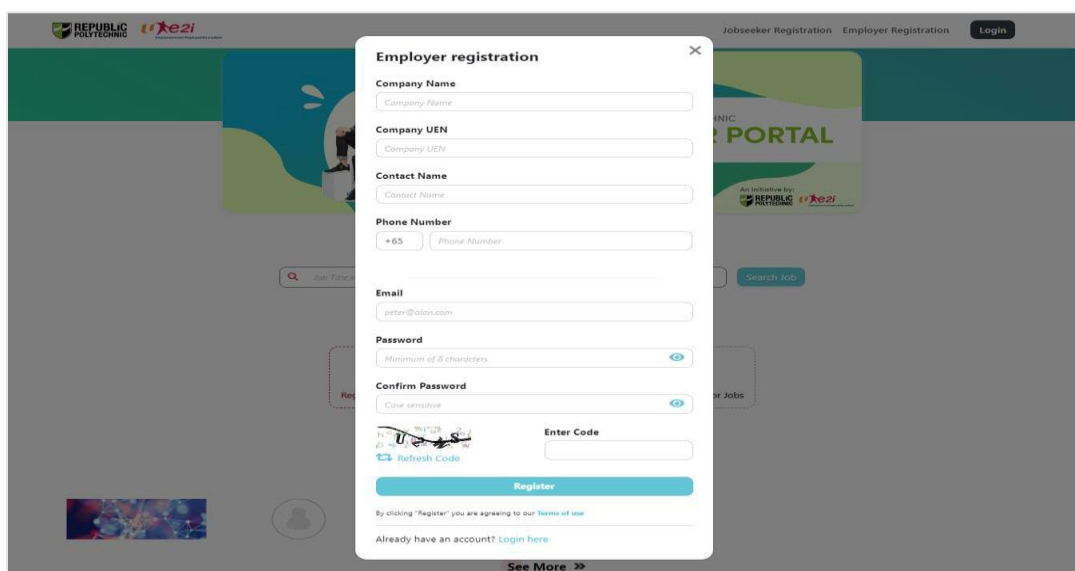 REPUBLIC POLYTECHNIC
e2i
Jobseeker Registration Employer Registration Login
Employer registration
Company Name
Company Name
Company UEN
Company UEN
Contact Name
Contact Name
Phone Number
+65 Phone Number
Email
peter@alan.com
Password
Minimum of 8 characters
Confirm Password
Case sensitive
Enter Code
Refresh Code
Register
By clicking "Register" you are agreeing to our Terms of use
Already have an account? Login here
HNIC
PORTAL
An initiative by:
REPUBLIC POLYTECHNIC e2i
Job Title
Search Job
or Jobs
See More »